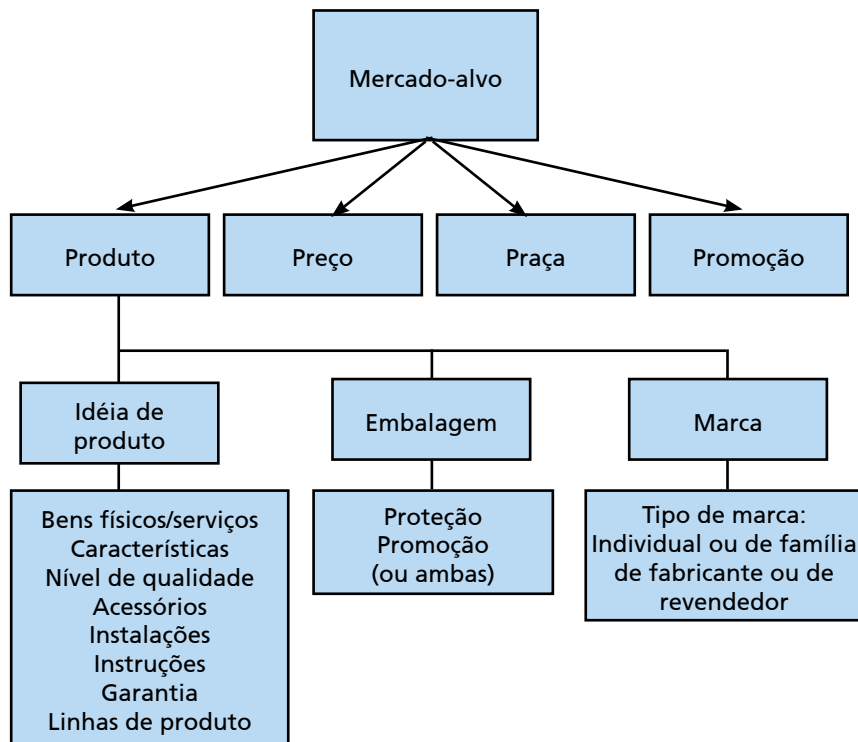 Mercado-alvo
Produto
Preço
Praça
Promoção
Idéia de
produto
Embalagem
Marca
Bens físicos/serviços
Características
Nível de qualidade
Acessórios
Instalações
Instruções
Garantia
Linhas de produto
Proteção
Promoção
(ou ambas)
Tipo de marca:
Individual ou de família
de fabricante ou de
revendedor